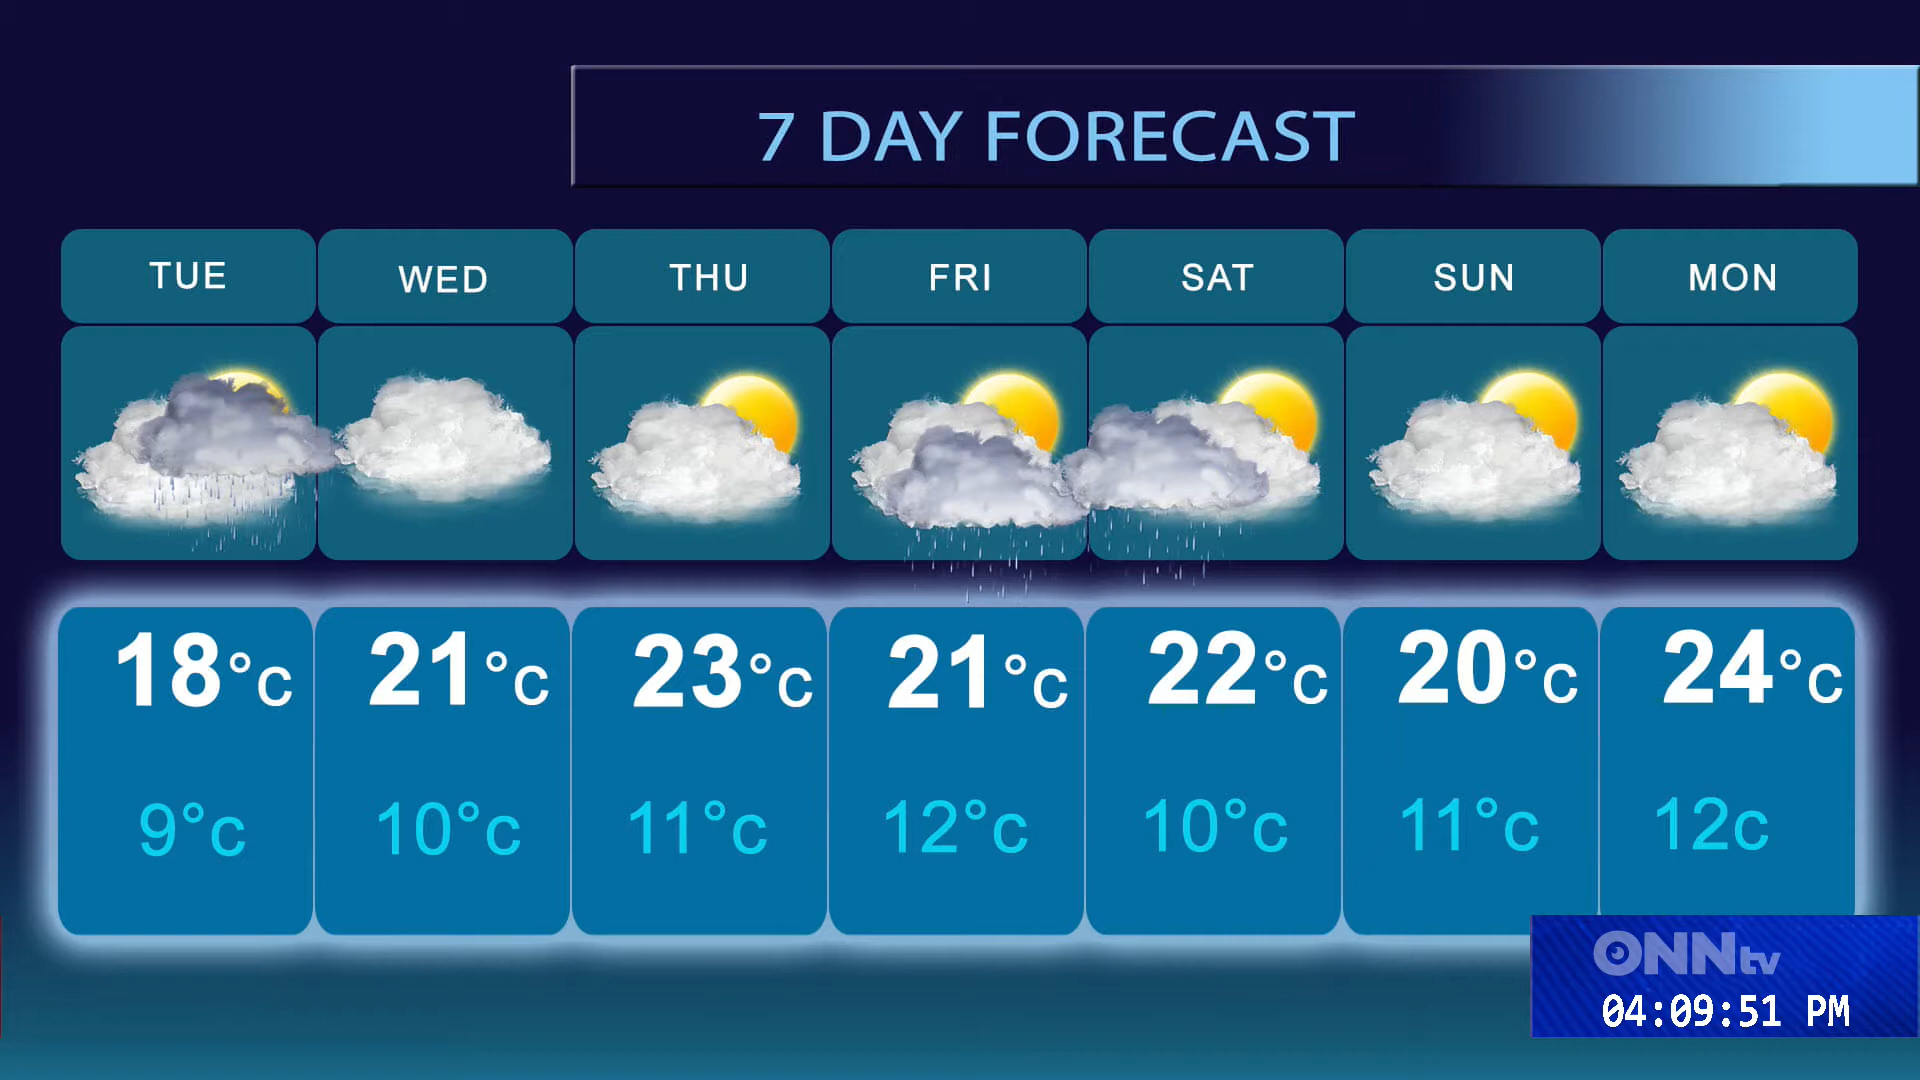 7 DAY FORECAST
TUE WED THU FRI SAT SUN MON
18°c 21°c 23°c 21°c 22°c 20°c 24°c
9°c 10°c 11°c 12°c 10°c 11°c 12c
ONNtv
04:09:51 PM